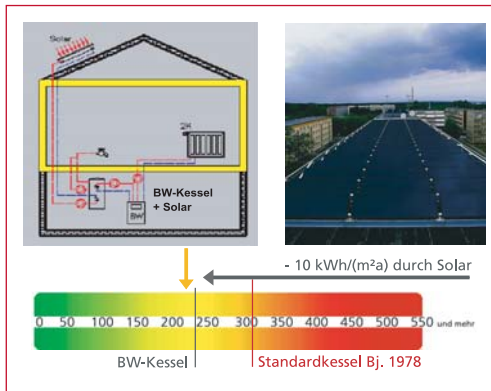 Solar
ZH
BW-Kessel
+ Solar
BW
- 10 kWh/(m²a) durch Solar
0 50 100 150 200 250 300 350 400 450 500 550 und mehr
BW-Kessel
Standardkessel Bj. 1978